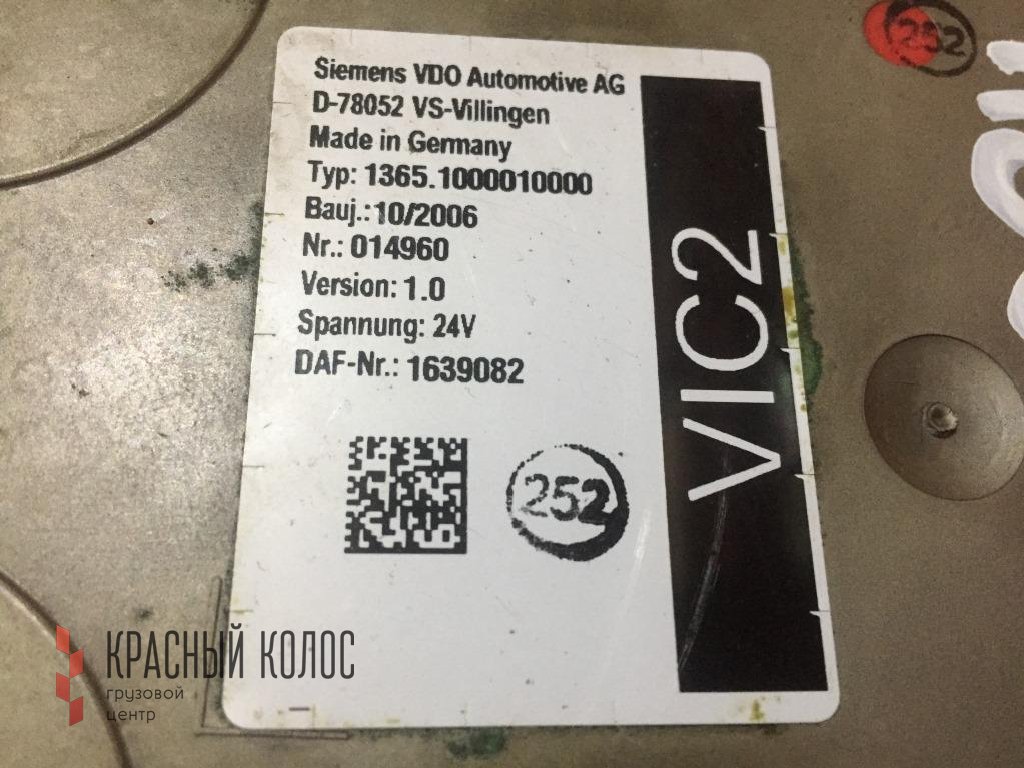 252
Siemens VDO Automotive AG
D-78052 VS-Villingen
Made in Germany
Typ: 1365.1000010000
Bauj.: 10/2006
Nr.: 014960
Version: 1.0
Spannung: 24V
DAF-Nr.: 1639082
VIC2
252
КРАСНЫЙ КОЛОС
грузовой
центр